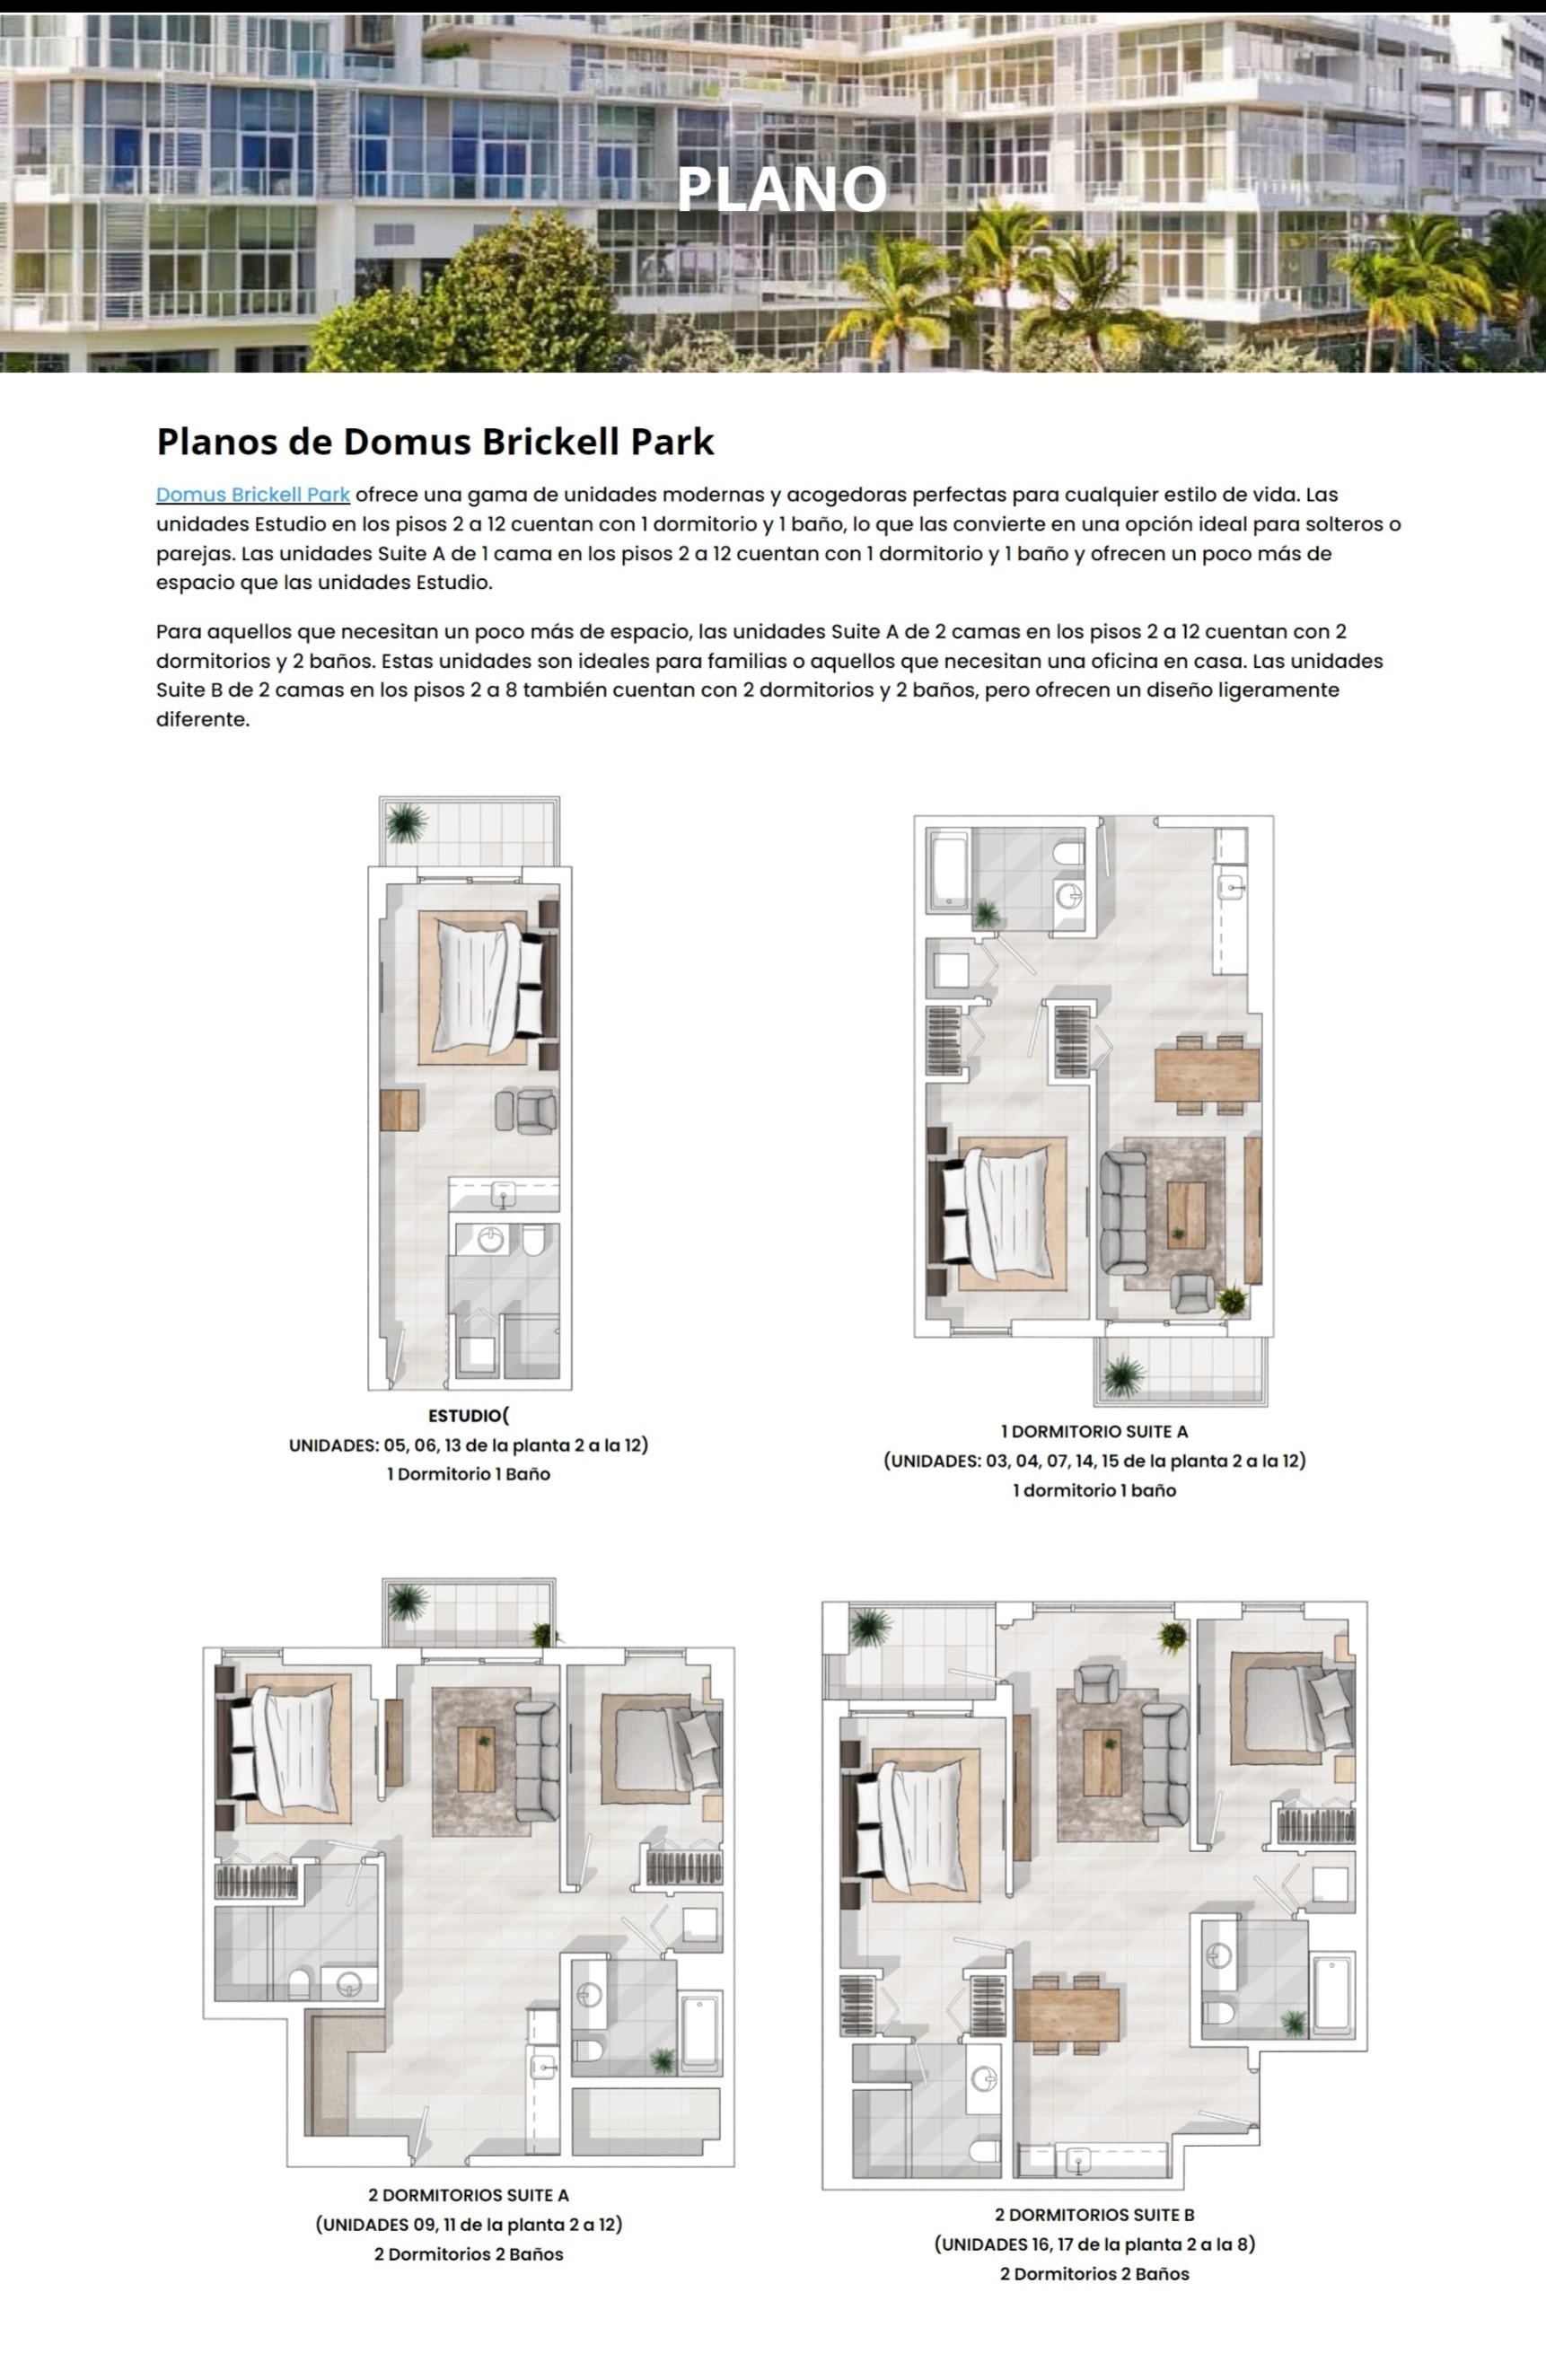 PLANO
Planos de Domus Brickell Park
Domus Brickell Park ofrece una gama de unidades modernas y acogedoras perfectas para cualquier estilo de vida. Las
unidades Estudio en los pisos 2 a 12 cuentan con 1 dormitorio y 1 baño, lo que las convierte en una opción ideal para solteros o
parejas. Las unidades Suite A de 1 cama en los pisos 2 a 12 cuentan con 1 dormitorio y 1 baño y ofrecen un poco más de
espacio que las unidades Estudio.
Para aquellos que necesitan un poco más de espacio, las unidades Suite A de 2 camas en los pisos 2 a 12 cuentan con 2
dormitorios y 2 baños. Estas unidades son ideales para familias o aquellos que necesitan una oficina en casa. Las unidades
Suite B de 2 camas en los pisos 2 a 8 también cuentan con 2 dormitorios y 2 baños, pero ofrecen un diseño ligeramente
diferente.
ESTUDIO(
UNIDADES: 05, 06, 13 de la planta 2 a la 12)
1 Dormitorio 1 Baño
1 DORMITORIO SUITE A
(UNIDADES: 03, 04, 07, 14, 15 de la planta 2 a la 12)
1 dormitorio 1 baño
2 DORMITORIOS SUITE A
(UNIDADES 09, 11 de la planta 2 a 12)
2 Dormitorios 2 Baños
2 DORMITORIOS SUITE B
(UNIDADES 16, 17 de la planta 2 a la 8)
2 Dormitorios 2 Baños